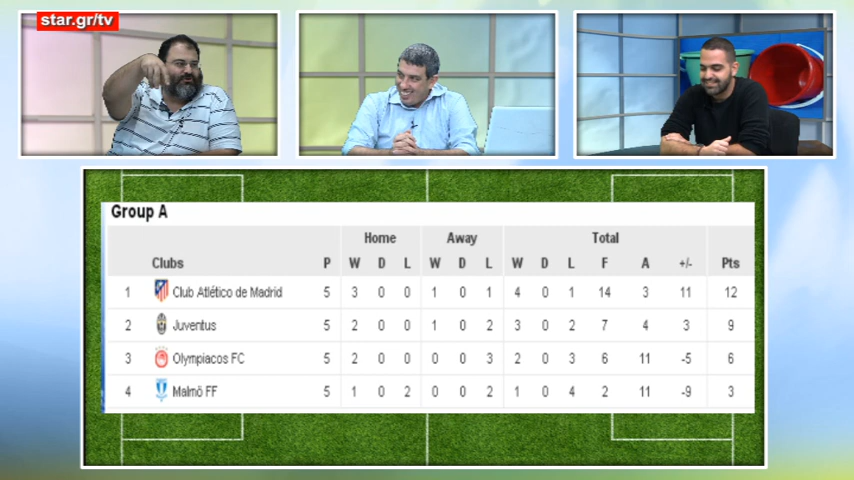 star.gr/tv
Group A
Home Away Total
Clubs P W D L W D L W D L F A +/- Pts
1 Club Atlético de Madrid 5 3 0 0 1 0 1 4 0 1 14 3 11 12
2 Juventus 5 2 0 0 1 0 2 3 0 2 7 4 3 9
3 Olympiacos FC 5 2 0 0 0 0 3 2 0 3 6 11 -5 6
4 Malmö FF 5 1 0 2 0 0 2 1 0 4 2 11 -9 3